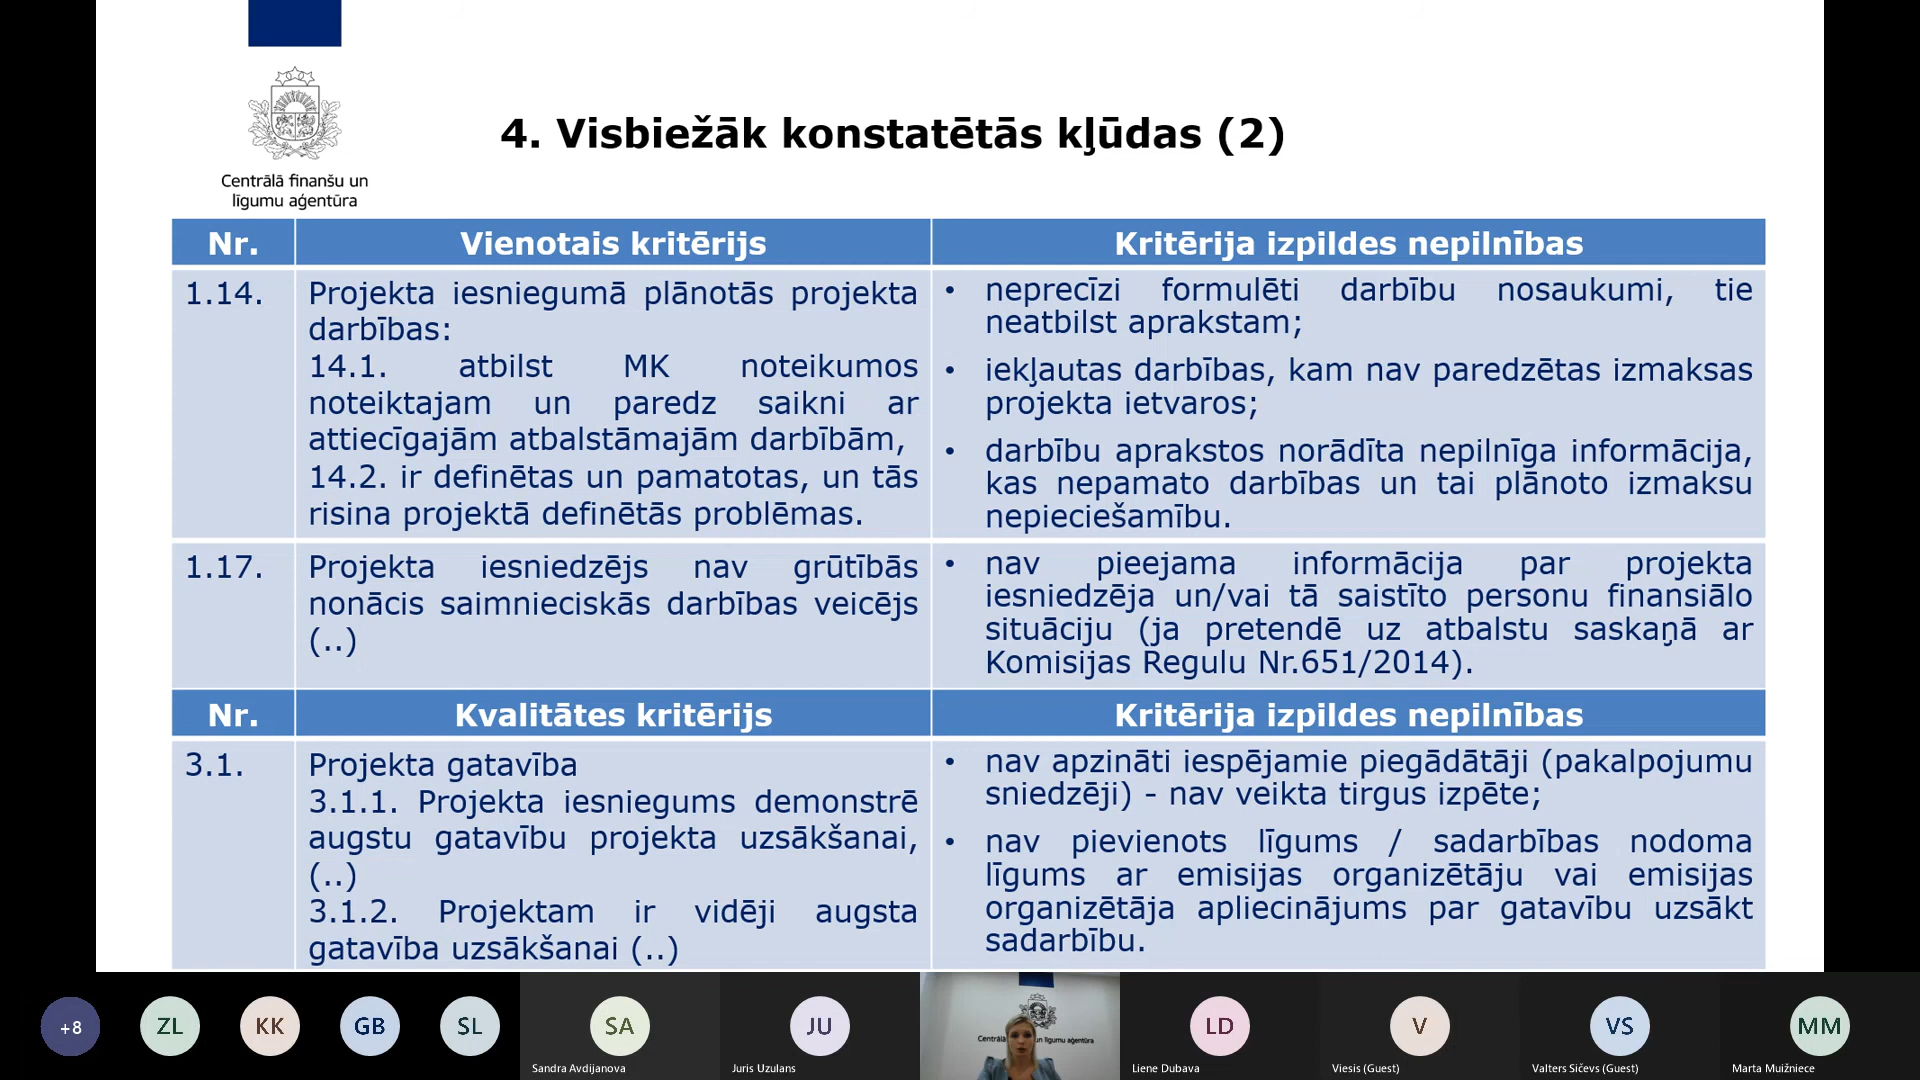 Centrālā finanšu un
līgumu aģentūra
4. Visbiežāk konstatētās kļūdas (2)
Nr.
Vienotais kritērijs
Kritērija izpildes nepilnības
1.14.
Projekta iesniegumā plānotās projekta
darbības:
14.1. atbilst MK noteikumos
noteiktajam un paredz saikni ar
attiecīgajām atbalstāmajām darbībām,
14.2. ir definētas un pamatotas, un tās
risina projektā definētās problēmas.
• neprecīzi formulēti darbību nosaukumi, tie
neatbilst aprakstam;
• iekļautas darbības, kam nav paredzētas izmaksas
projekta ietvaros;
• darbību aprakstos norādīta nepilnīga informācija,
kas nepamato darbības un tai plānoto izmaksu
nepieciešamību.
1.17.
Projekta iesniedzējs nav grūtībās
nonācis saimnieciskās darbības veicējs
(..)
• nav pieejama informācija par projekta
iesniedzēja un/vai tā saistīto personu finansiālo
situāciju (ja pretendē uz atbalstu saskaņā ar
Komisijas Regulu Nr.651/2014).
Nr.
Kvalitātes kritērijs
Kritērija izpildes nepilnības
3.1.
Projekta gatavība
3.1.1. Projekta iesniegums demonstrē
augstu gatavību projekta uzsākšanai,
(..)
3.1.2. Projektam ir vidēji augsta
gatavība uzsākšanai (..)
• nav apzināti iespējamie piegādātāji (pakalpojumu
sniedzēji) - nav veikta tirgus izpēte;
• nav pievienots līgums / sadarbības nodoma
līgums ar emisijas organizētāju vai emisijas
organizētāja apliecinājums par gatavību uzsākt
sadarbību.
+8
ZL
KK
GB
SL
SA
Sandra Avdijanova
JU
Juris Uzulans
Centrālā
un līgumu aģentūra
LD
Liene Dubava
V
Viesis (Guest)
VS
Valters Sičevs (Guest)
MM
Marta Muižniece